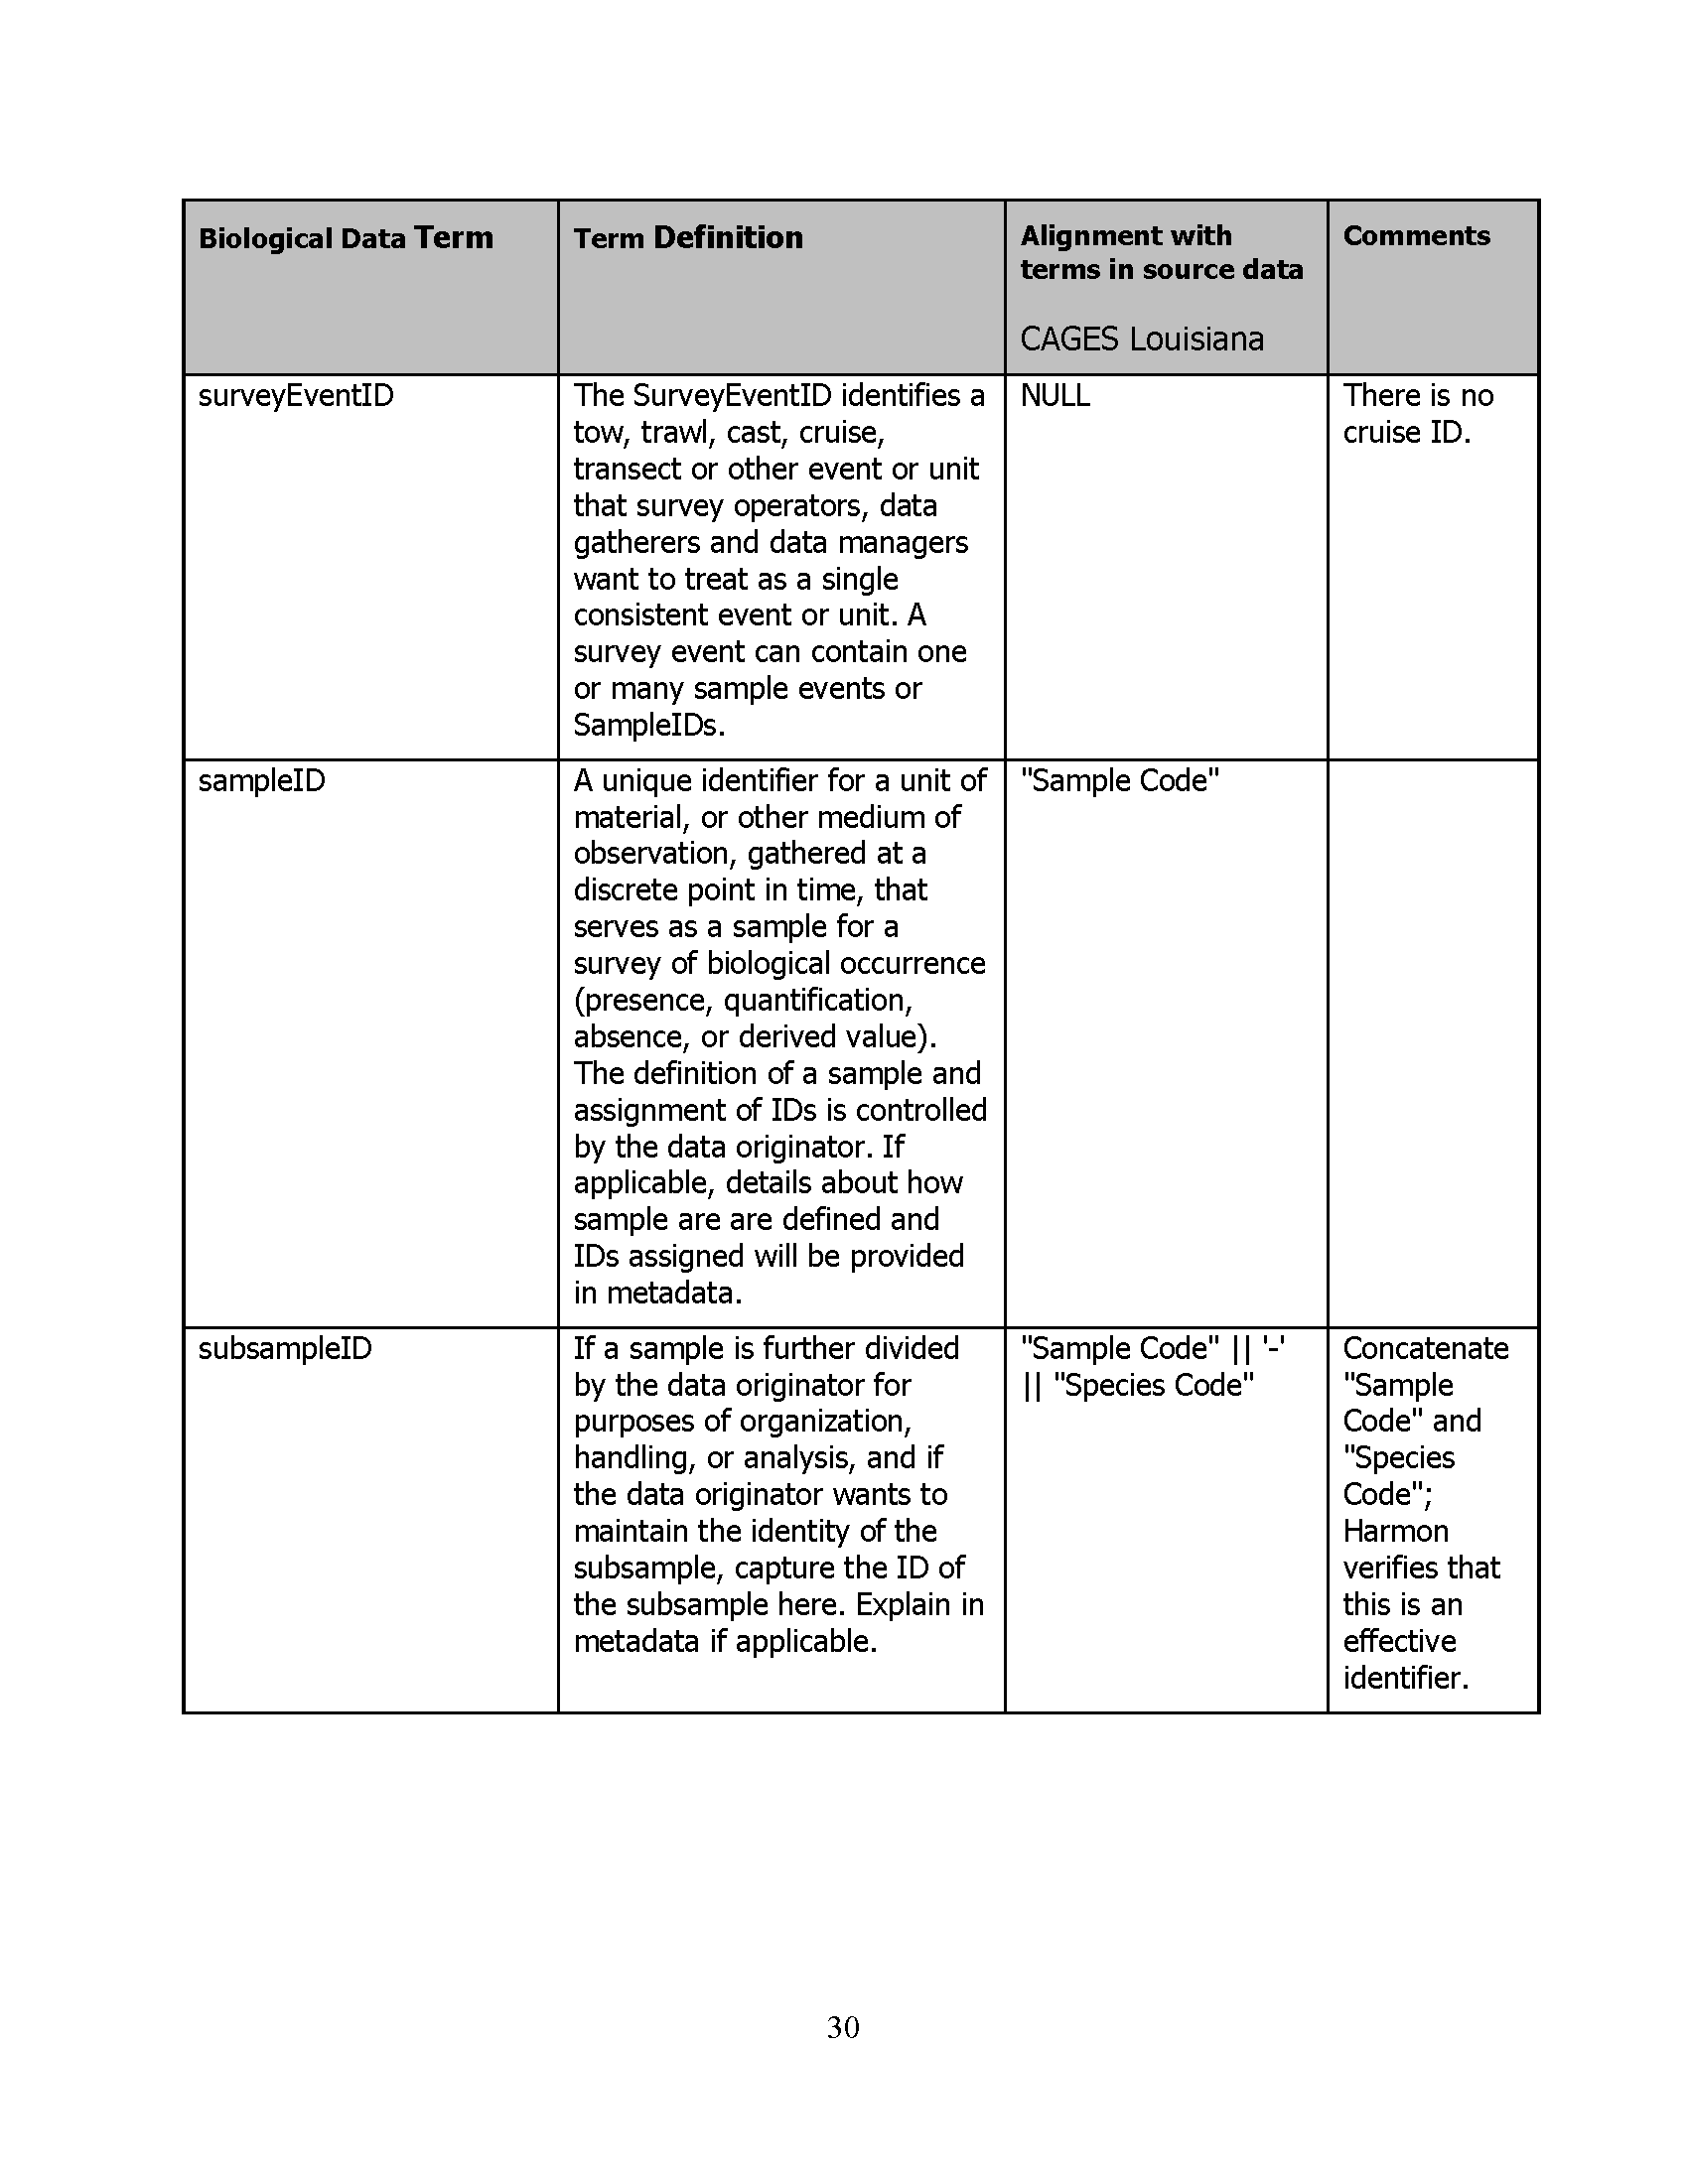 Biological Data Term
Term Definition
Alignment with
terms in source data
CAGES Louisiana
Comments
surveyEventID
The SurveyEventID identifies a
tow, trawl, cast, cruise,
transect or other event or unit
that survey operators, data
gatherers and data managers
want to treat as a single
consistent event or unit. A
survey event can contain one
or many sample events or
SampleIDs.
NULL
There is no
cruise ID.
sampleID
A unique identifier for a unit of
material, or other medium of
observation, gathered at a
discrete point in time, that
serves as a sample for a
survey of biological occurrence
(presence, quantification,
absence, or derived value).
The definition of a sample and
assignment of IDs is controlled
by the data originator. If
applicable, details about how
sample are are defined and
IDs assigned will be provided
in metadata.
"Sample Code"
subsampleID
If a sample is further divided
by the data originator for
purposes of organization,
handling, or analysis, and if
the data originator wants to
maintain the identity of the
subsample, capture the ID of
the subsample here. Explain in
metadata if applicable.
"Sample Code" || '-'
|| "Species Code"
Concatenate
"Sample
Code" and
"Species
Code";
Harmon
verifies that
this is an
effective
identifier.
30